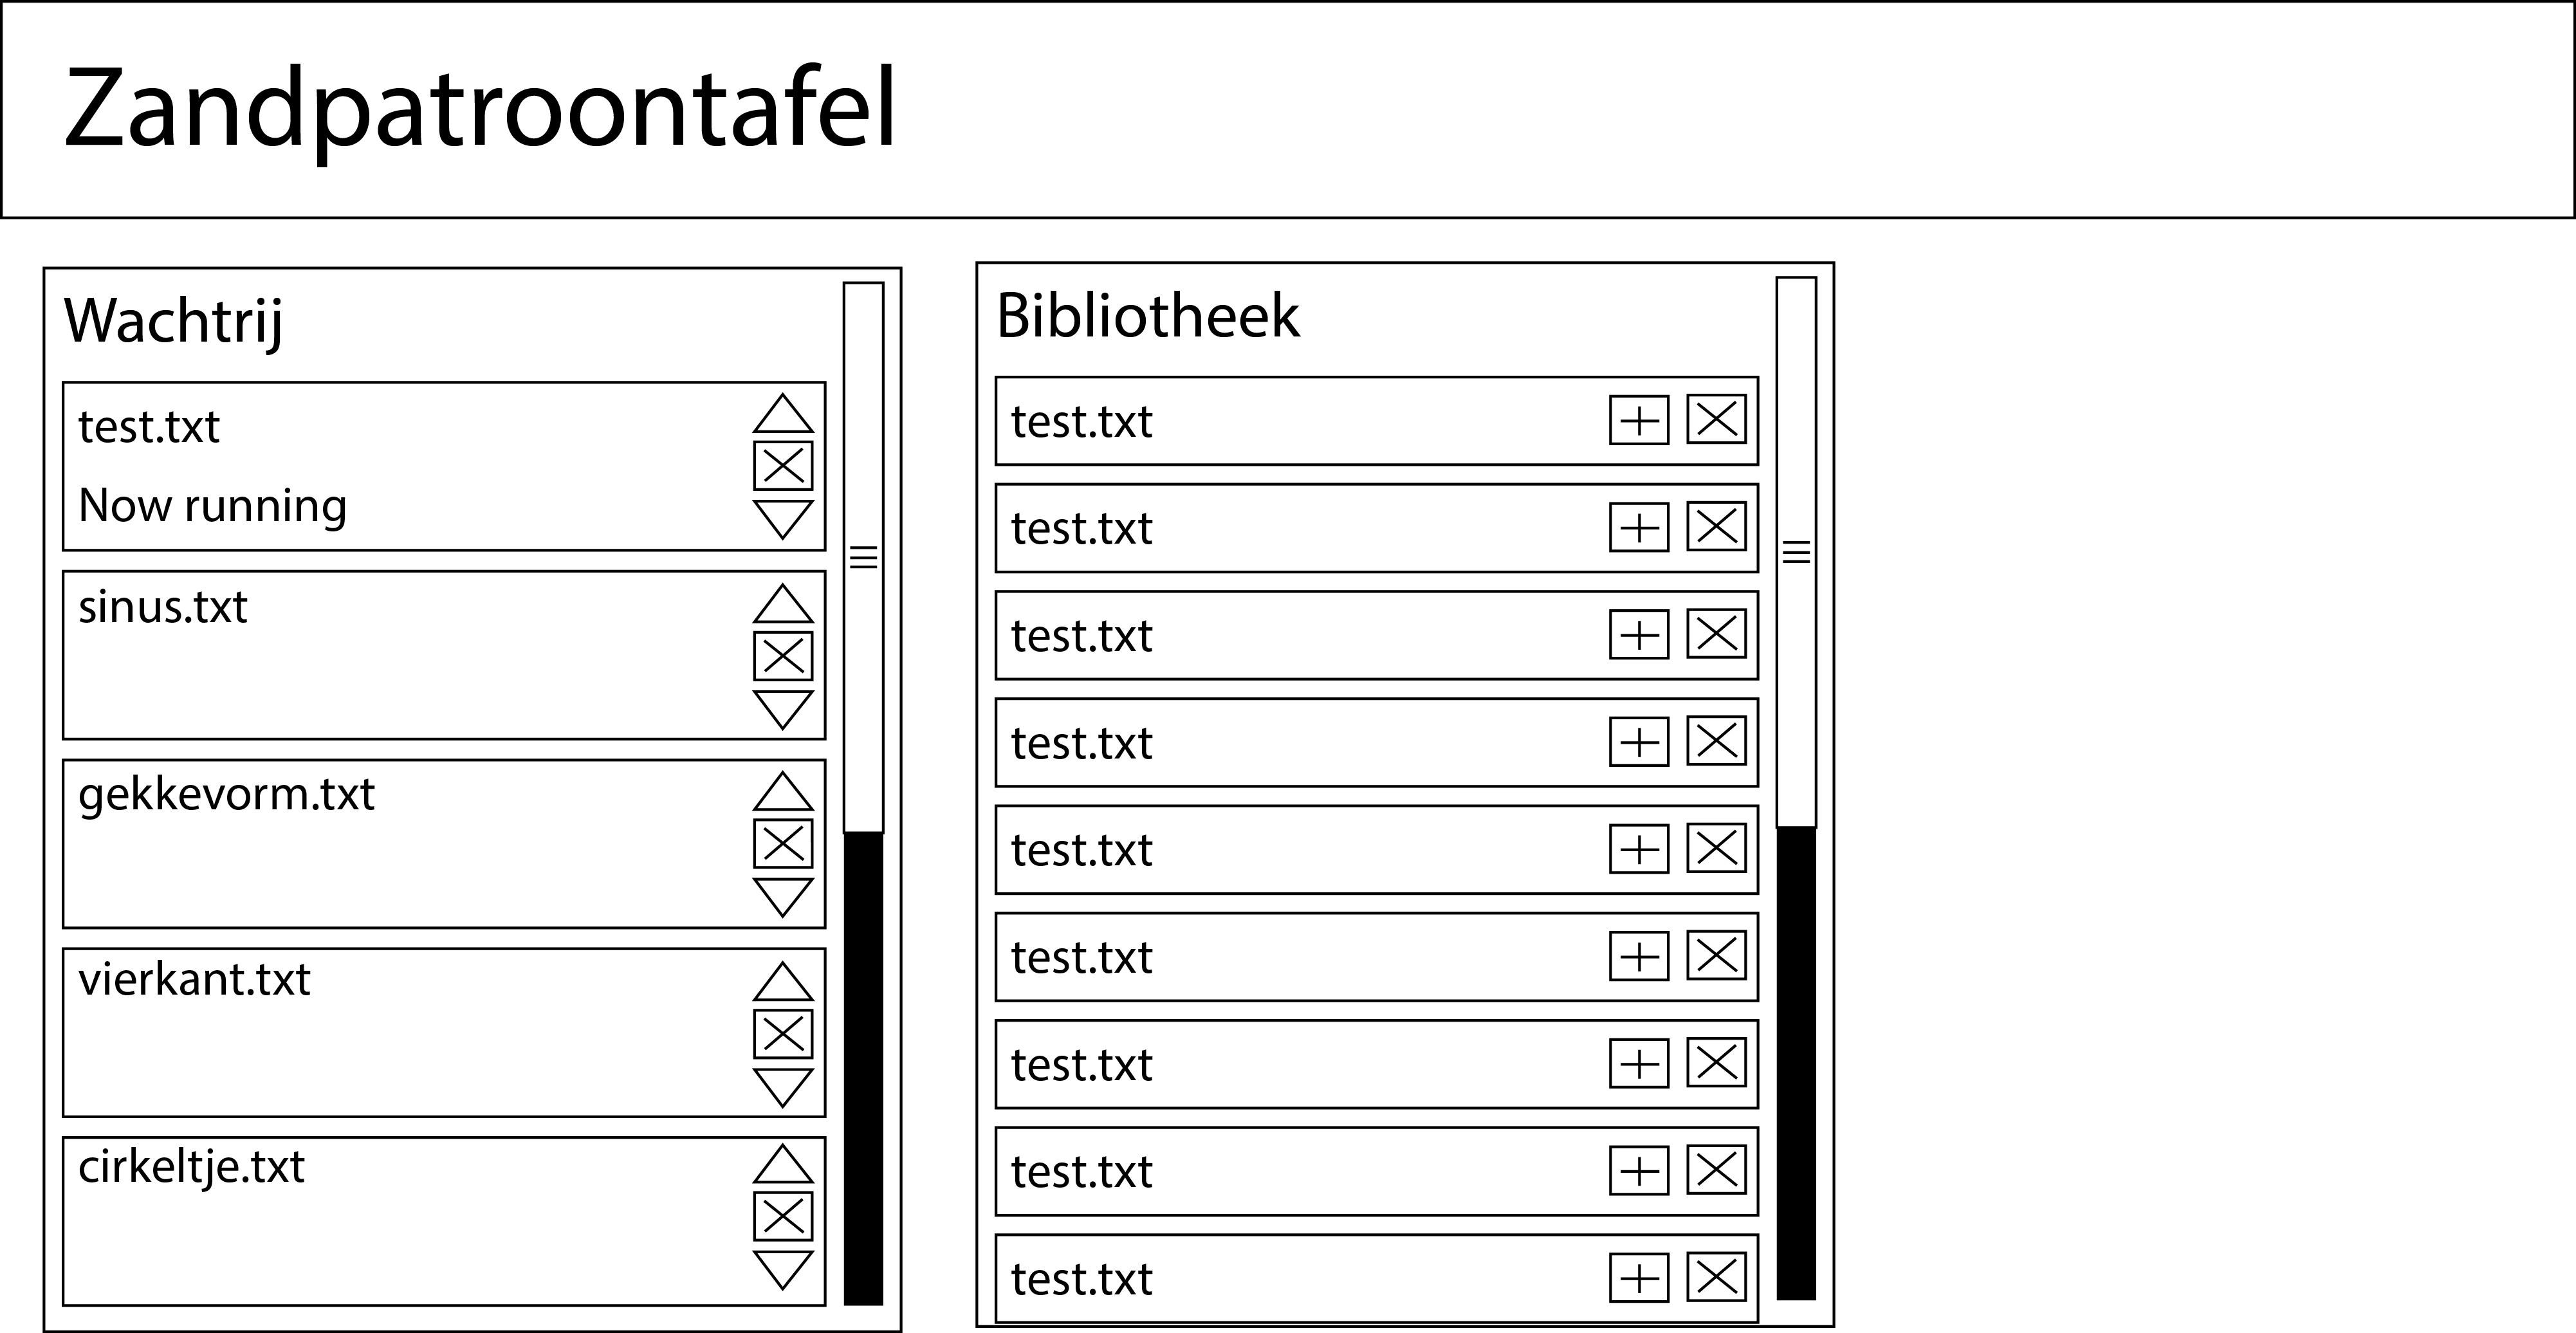 Zandpatroontafel
Wachtrij
test.txt
Now running
sinus.txt
gekkevorm.txt
vierkant.txt
cirkeltje.txt
Bibliotheek
test.txt
test.txt
test.txt
test.txt
test.txt
test.txt
test.txt
test.txt
test.txt